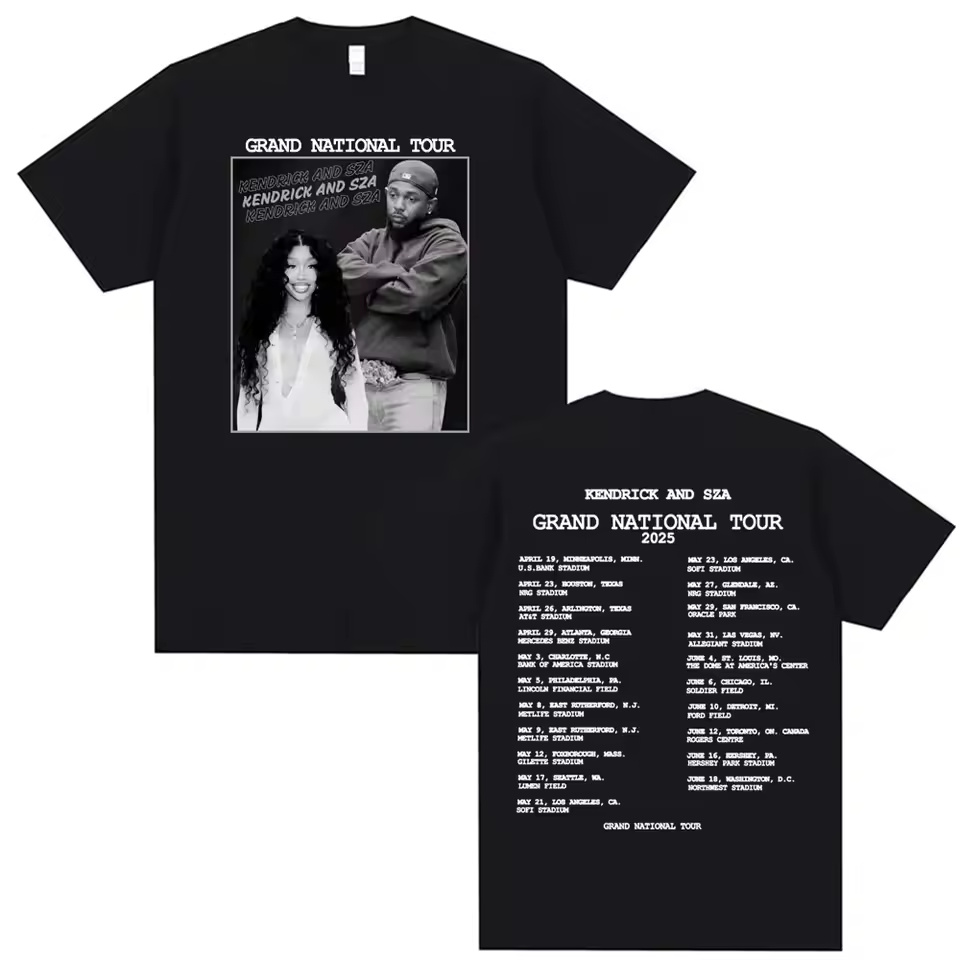 GRAND NATIONAL TOUR
KENDRICK AND SZA
KENDRICK AND SZA
KENDRICK AND SZA
KENDRICK AND SZA
GRAND NATIONAL TOUR
2025
APRIL 19, MINNEAPOLIS, MINN.
U.S.BANK STADIUM
APRIL 23, HOUSTON, TEXAS
NRG STADIUM
APRIL 26, ARLINGTON, TEXAS
AT&T STADIUM
APRIL 29, ATLANTA, GEORGIA
MERCEDES BENZ STADIUM
MAY 3, CHARLOTTE, N.C
BANK OF AMERICA STADIUM
MAY 5, PHILADELPHIA, PA.
LINCOLN FINANCIAL FIELD
MAY 8, EAST RUTHERFORD, N.J.
METLIFE STADIUM
MAY 9, EAST RUTHERFORD, N.J.
METLIFE STADIUM
MAY 12, FOXBOROUGH, MASS.
GILETTE STADIUM
MAY 17, SEATTLE, WA.
LUMEN FIELD
MAY 21, LOS ANGELES, CA.
SOFI STADIUM
MAY 23, LOS ANGELES, CA.
SOFI STADIUM
MAY 27, GLENDALE, AZ.
NRG STADIUM
MAY 29, SAN FRANCISCO, CA.
ORACLE PARK
MAY 31, LAS VEGAS, NV.
ALLEGIANT STADIUM
JUNE 4, ST. LOUIS, MO.
THE DOME AT AMERICA'S CENTER
JUNE 6, CHICAGO, IL.
SOLDIER FIELD
JUNE 10, DETROIT, MI.
FORD FIELD
JUNE 12, TORONTO, ON. CANADA
ROGERS CENTRE
JUNE 16, HERSHEY, PA.
HERSHEY PARK STADIUM
JUNE 18, WASHINGTON, D.C.
NORTHWEST STADIUM
GRAND NATIONAL TOUR